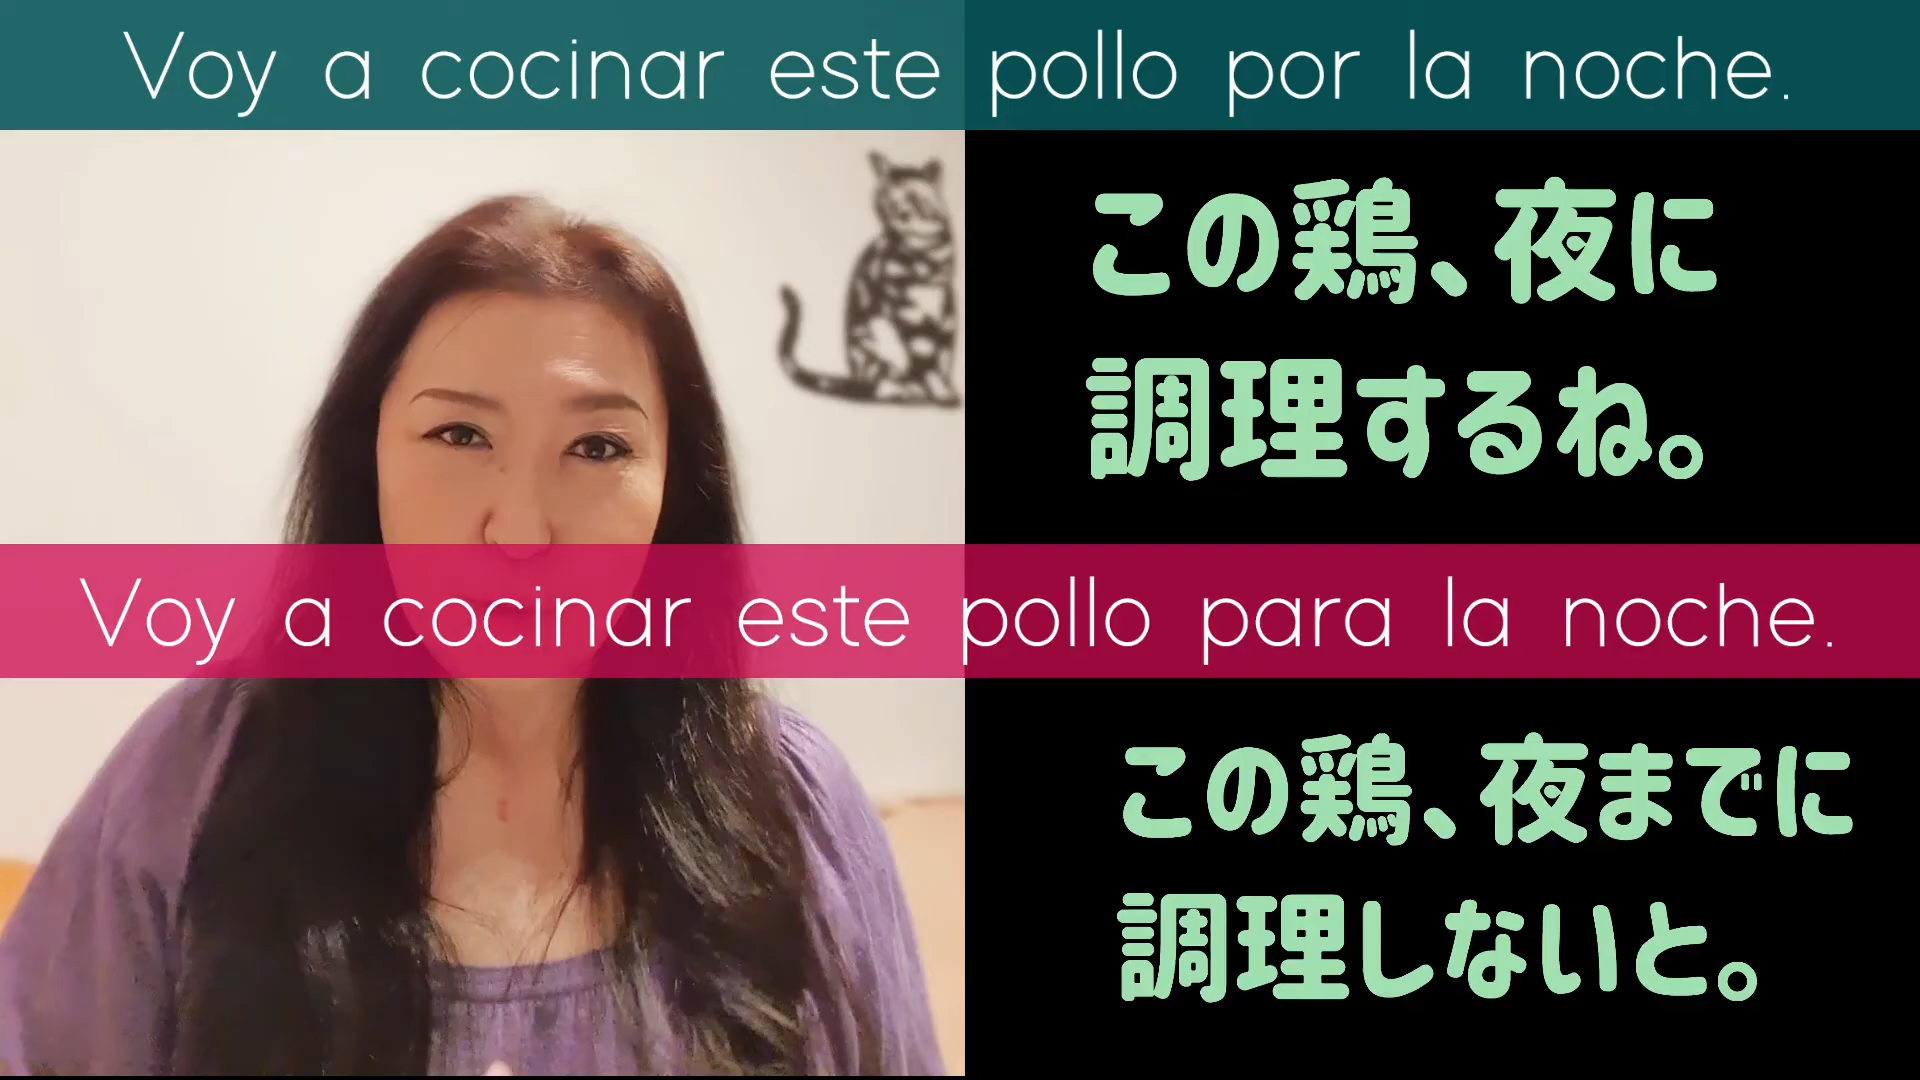 Voy a cocinar este pollo por la noche.
この鶏、夜に
調理するね。
Voy a cocinar este pollo para la noche.
この鶏、夜までに
調理しないと。